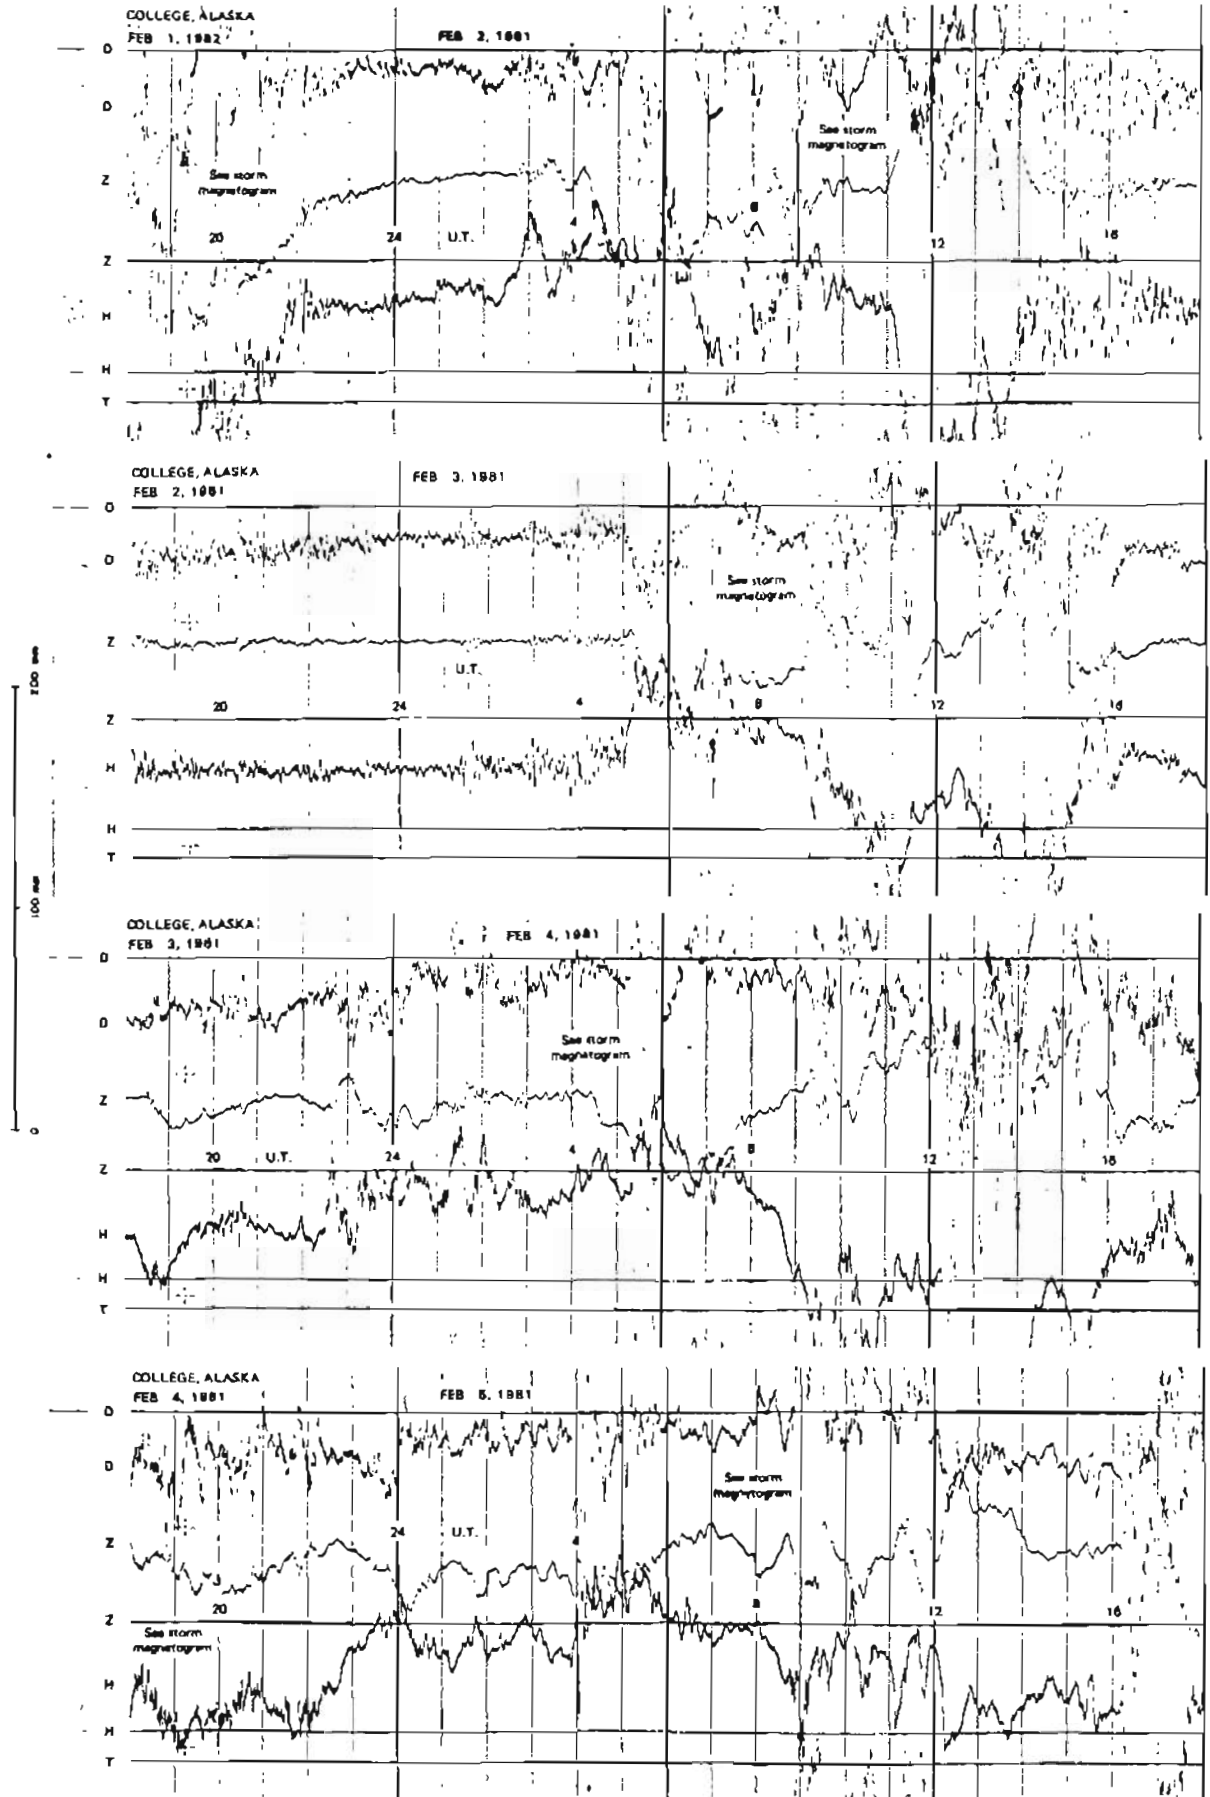 COLLEGE, ALASKA
FEB 1, 1982
FEB 2, 1981
D
D
See storm
magnetogram
See storm
magnetogram
Z
20
24
U.T.
4
8
12
16
Z
H
H
T
COLLEGE, ALASKA
FEB 2, 1981
FEB 3, 1981
D
D
See storm
magnetogram
Z
U.T.
20
24
4
8
12
16
Z
H
H
T
200 mm
100 mm
0
COLLEGE, ALASKA
FEB 3, 1981
FEB 4, 1981
D
D
See storm
magnetogram
Z
20
U.T.
24
4
8
12
16
Z
H
H
T
COLLEGE, ALASKA
FEB 4, 1981
FEB 5, 1981
D
D
See storm
magnetogram
24
U.T.
4
Z
20
8
12
16
Z
See storm
magnetogram
H
H
T